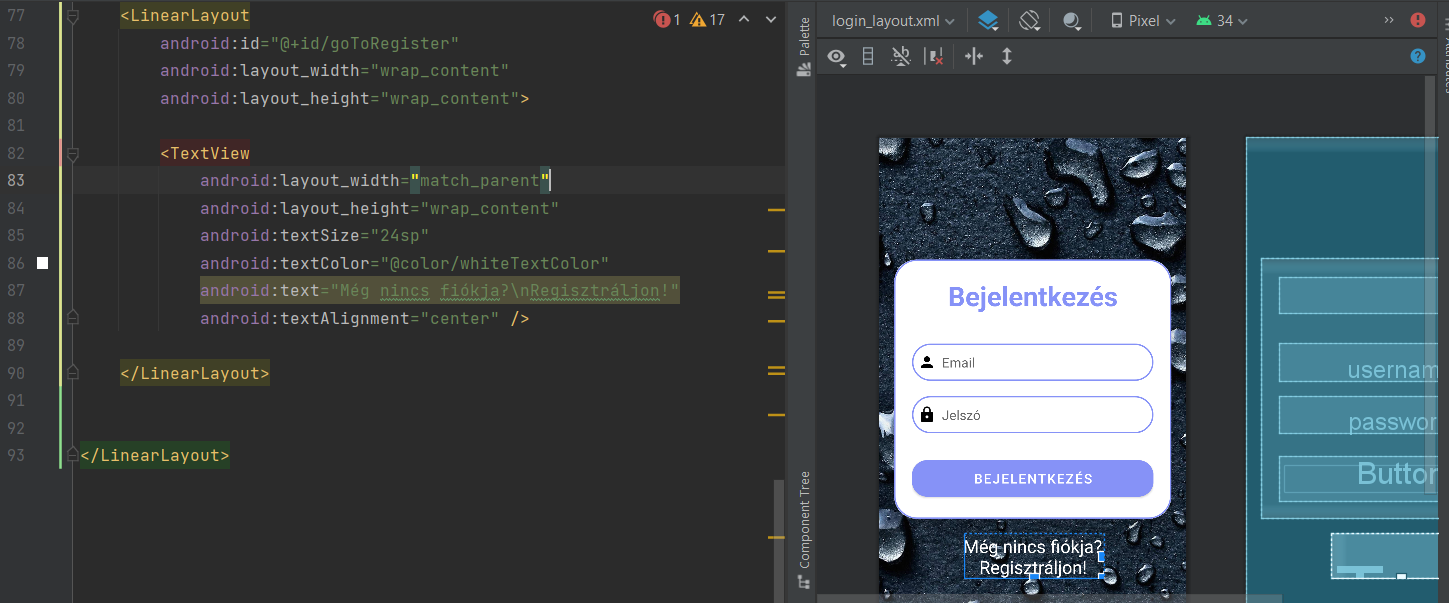 77 <LinearLayout
78 android:id="@+id/goToRegister"
79 android:layout_width="wrap_content"
80 android:layout_height="wrap_content">
81
82 <TextView
83 android:layout_width="match_parent"
84 android:layout_height="wrap_content"
85 android:textSize="24sp"
86 android:textColor="@color/whiteTextColor"
87 android:text="Még nincs fiókja?\nRegisztráljon!"
88 android:textAlignment="center" />
89
90 </LinearLayout>
91
92
93 </LinearLayout>
1 17
Palette
Component Tree
login_layout.xml Pixel 34 »
Bejelentkezés
Email
Jelszó
BEJELENTKEZÉS
Még nincs fiókja?
Regisztráljon!
usernam
passwor
Button